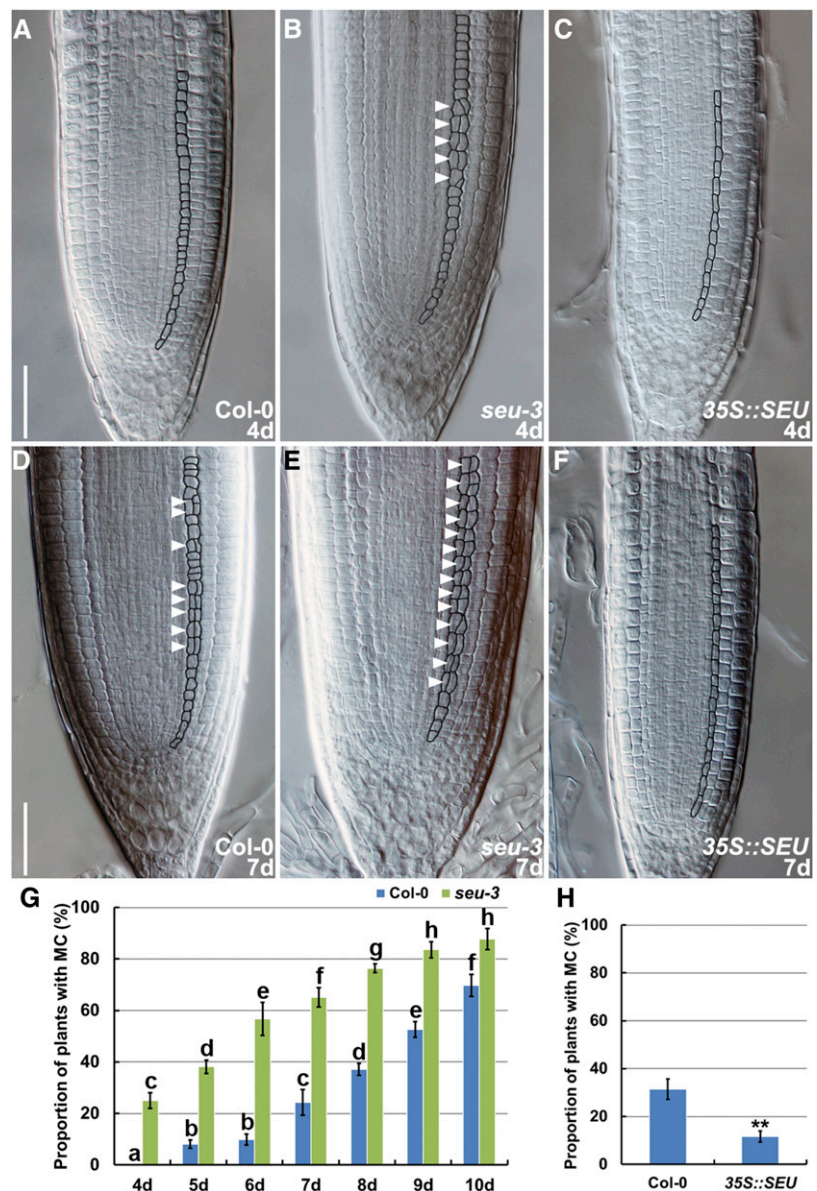 A
B
C
Col-0
4d
seu-3
4d
35S::SEU
4d
D
E
F
Col-0
7d
seu-3
7d
35S::SEU
7d
G
Col-0 seu-3
Proportion of plants with MC (%)
100
80
60
40
20
0
a
c
b
d
b
e
c
f
d
g
e
h
f
h
4d 5d 6d 7d 8d 9d 10d
H
Proportion of plants with MC (%)
100
80
60
40
20
0
**
Col-0 35S::SEU